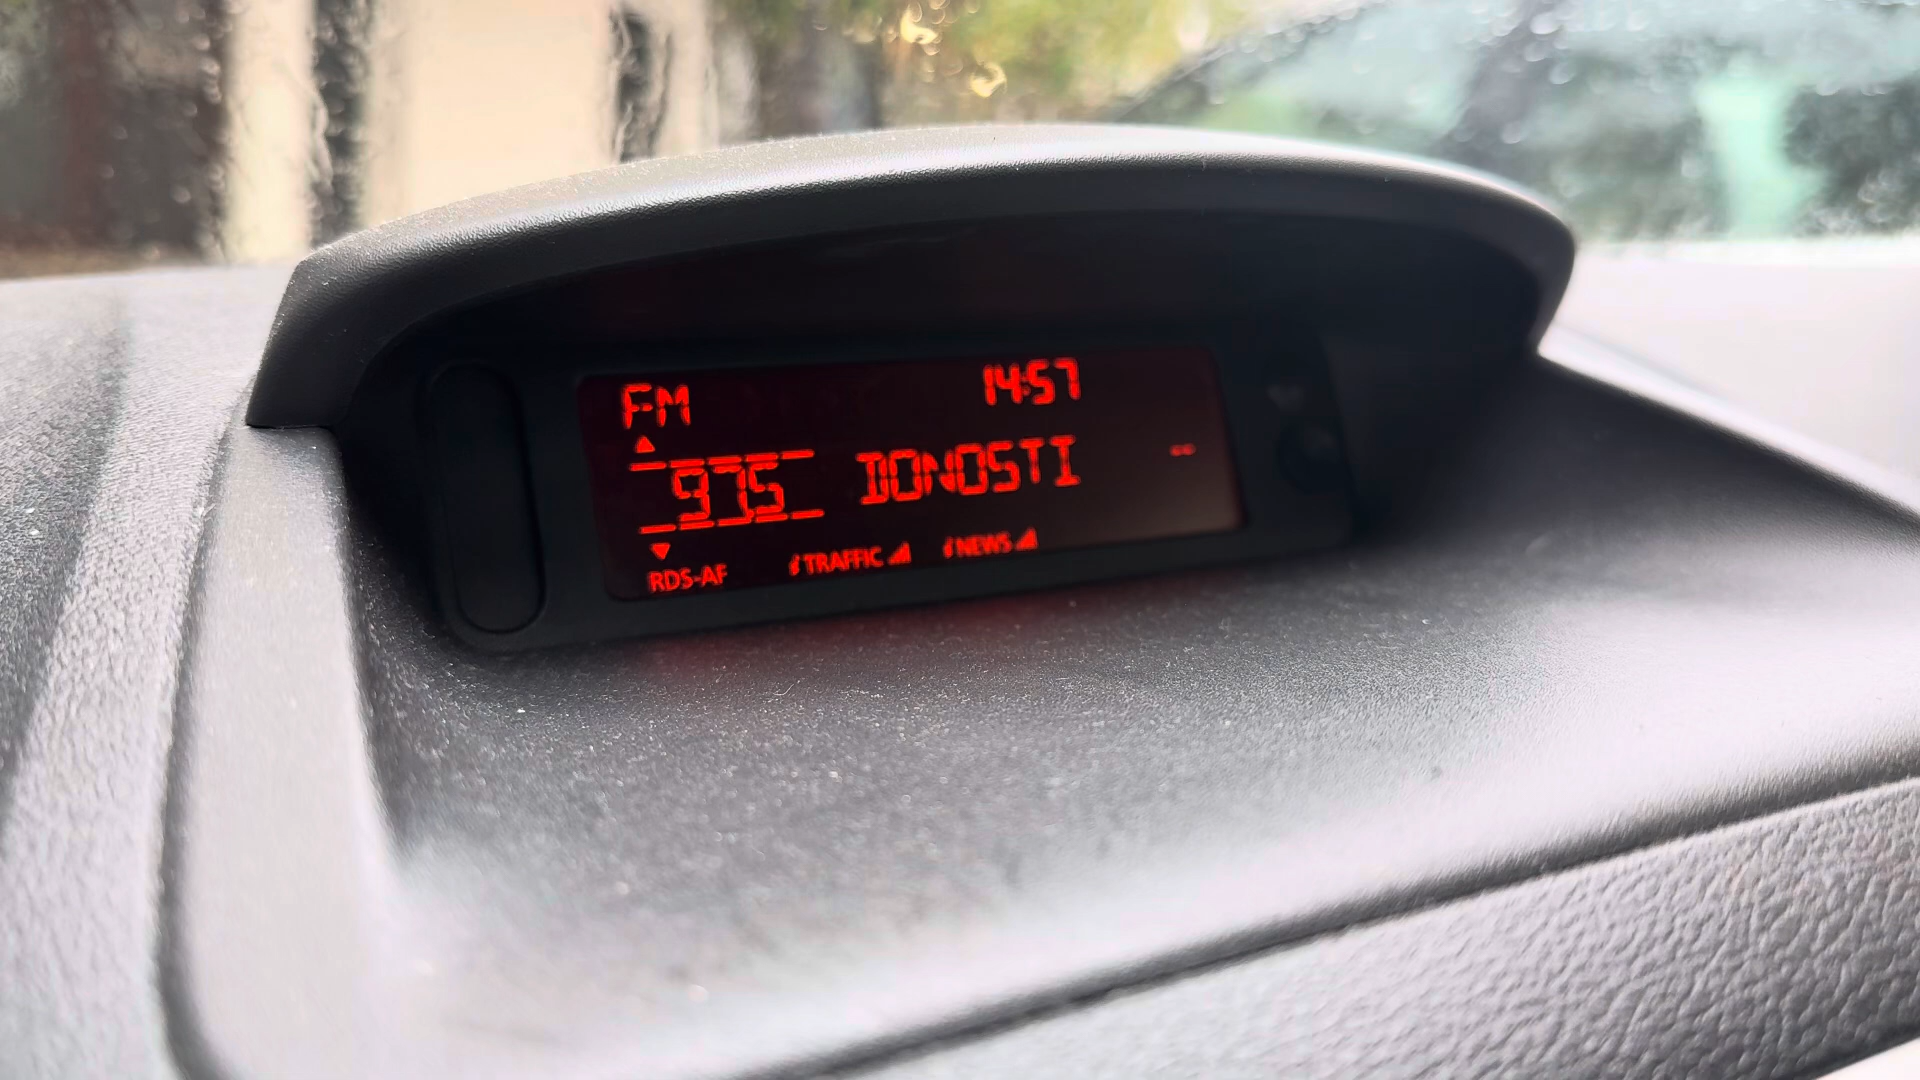 FM 14:57
975 DONOSTI --
RDS-AF i TRAFFIC i NEWS